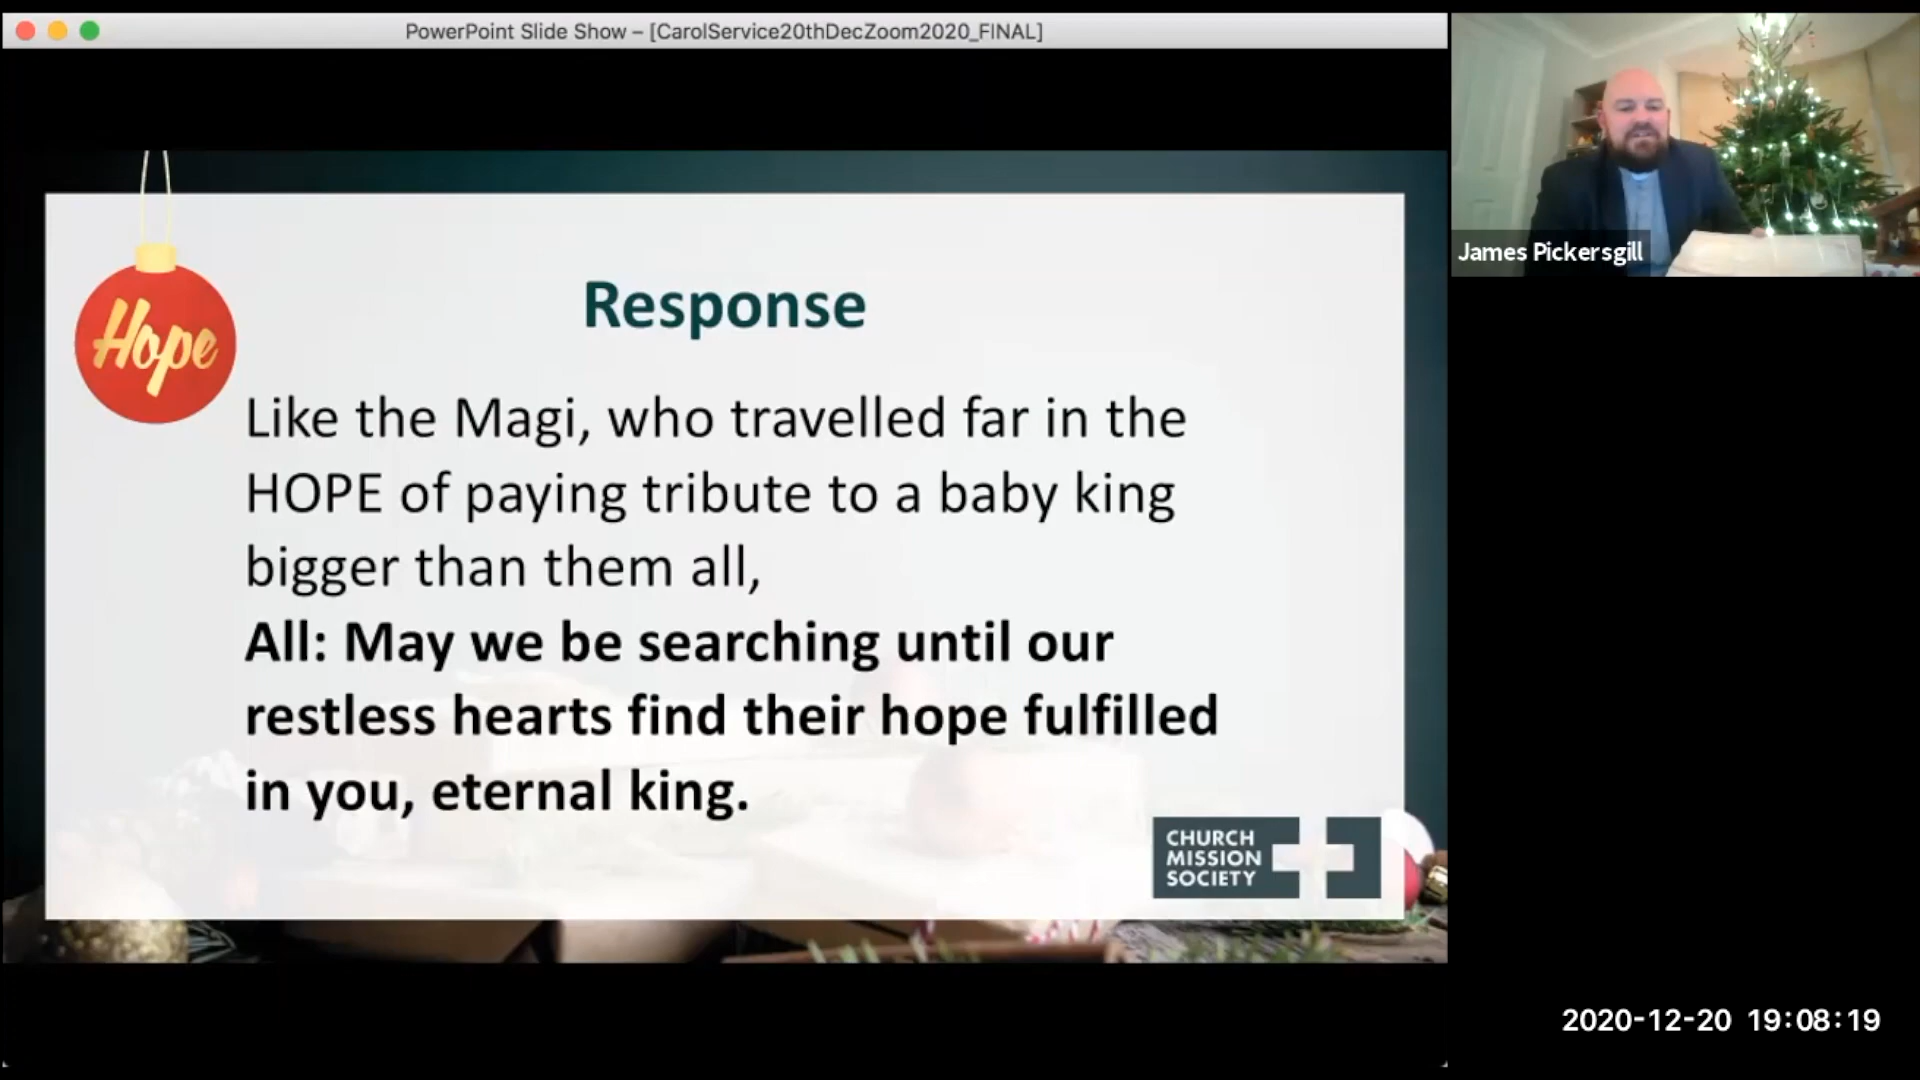 PowerPoint Slide Show – [CarolService20thDecZoom2020_FINAL]
Hope
Response
Like the Magi, who travelled far in the
HOPE of paying tribute to a baby king
bigger than them all,
All: May we be searching until our
restless hearts find their hope fulfilled
in you, eternal king.
CHURCH
MISSION
SOCIETY
James Pickersgill
2020-12-20 19:08:19